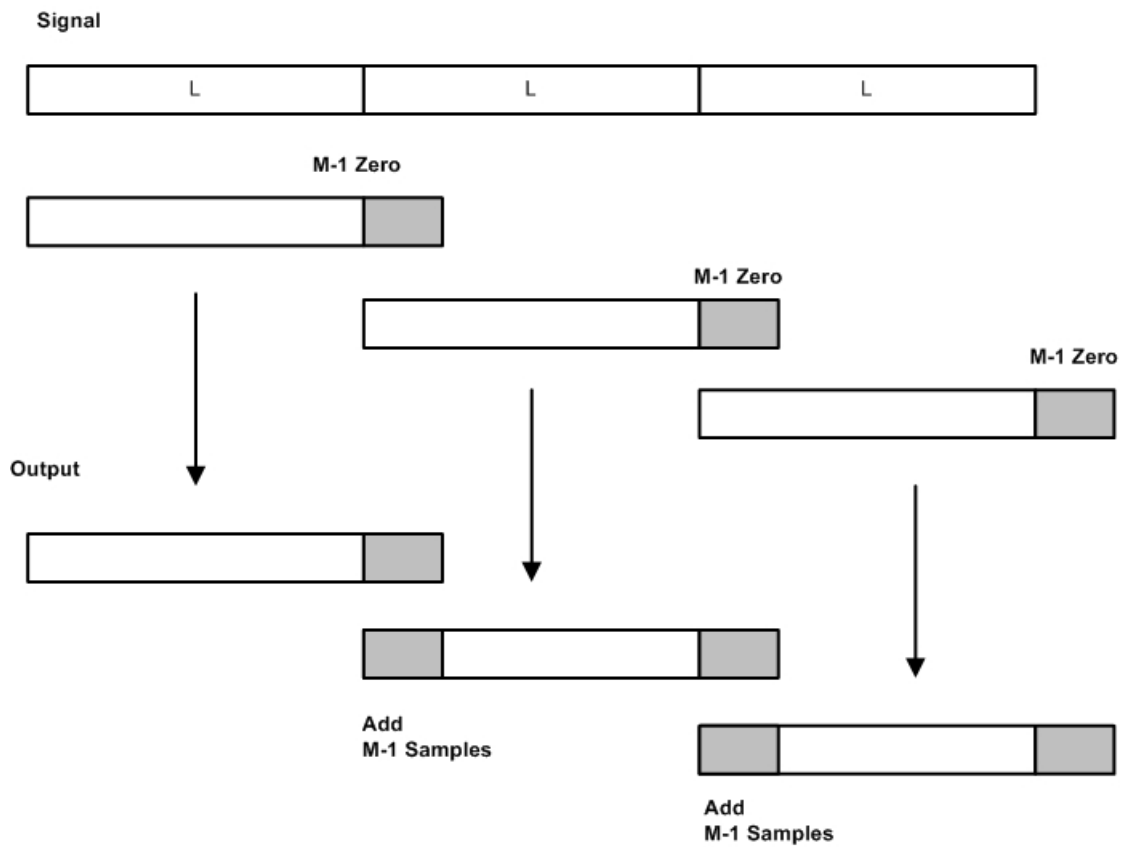 Signal
L L L
M-1 Zero
M-1 Zero
M-1 Zero
Output
Add
M-1 Samples
Add
M-1 Samples